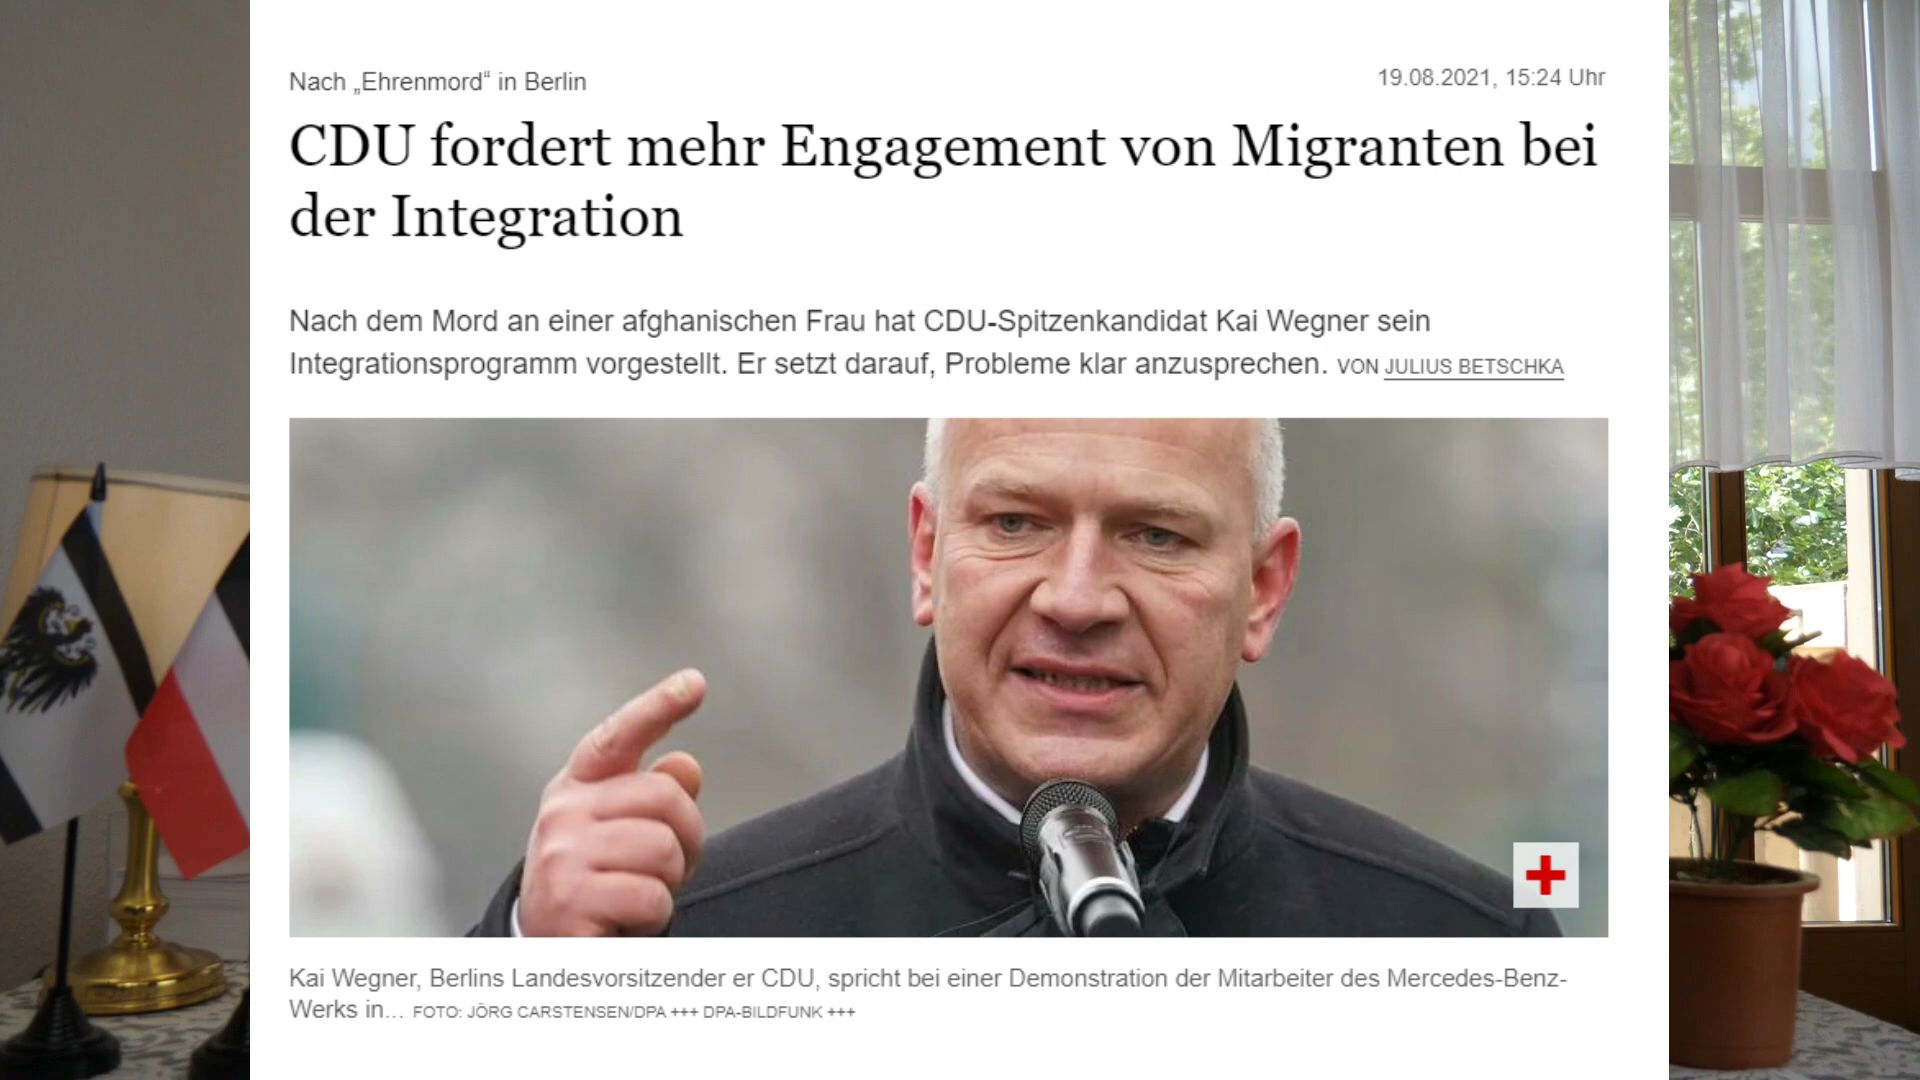 Nach „Ehrenmord“ in Berlin
19.08.2021, 15:24 Uhr
CDU fordert mehr Engagement von Migranten bei
der Integration
Nach dem Mord an einer afghanischen Frau hat CDU-Spitzenkandidat Kai Wegner sein
Integrationsprogramm vorgestellt. Er setzt darauf, Probleme klar anzusprechen. VON JULIUS BETSCHKA
Kai Wegner, Berlins Landesvorsitzender er CDU, spricht bei einer Demonstration der Mitarbeiter des Mercedes-Benz-
Werks in... FOTO: JÖRG CARSTENSEN/DPA +++ DPA-BILDFUNK +++